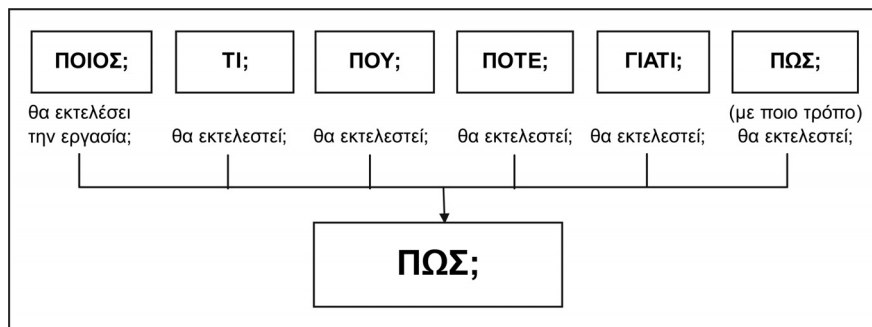 ΠΟΙΟΣ; ΤΙ; ΠΟΥ; ΠΟΤΕ; ΓΙΑΤΙ; ΠΩΣ;
θα εκτελέσει (με ποιο τρόπο)
την εργασία; θα εκτελεστεί; θα εκτελεστεί; θα εκτελεστεί; θα εκτελεστεί; θα εκτελεστεί;
ΠΩΣ;